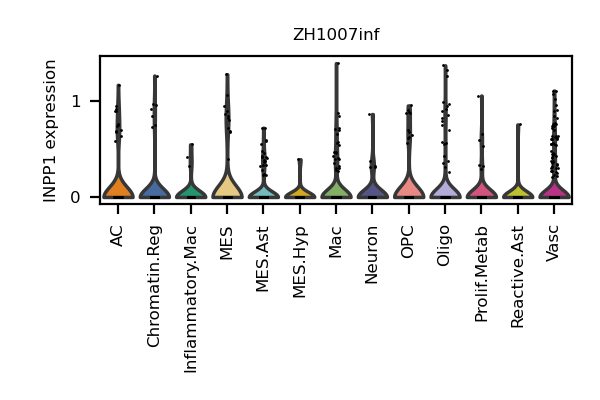 ZH1007inf
INPP1 expression
1
0
AC
Chromatin.Reg
Inflammatory.Mac
MES
MES.Ast
MES.Hyp
Mac
Neuron
OPC
Oligo
Prolif.Metab
Reactive.Ast
Vasc